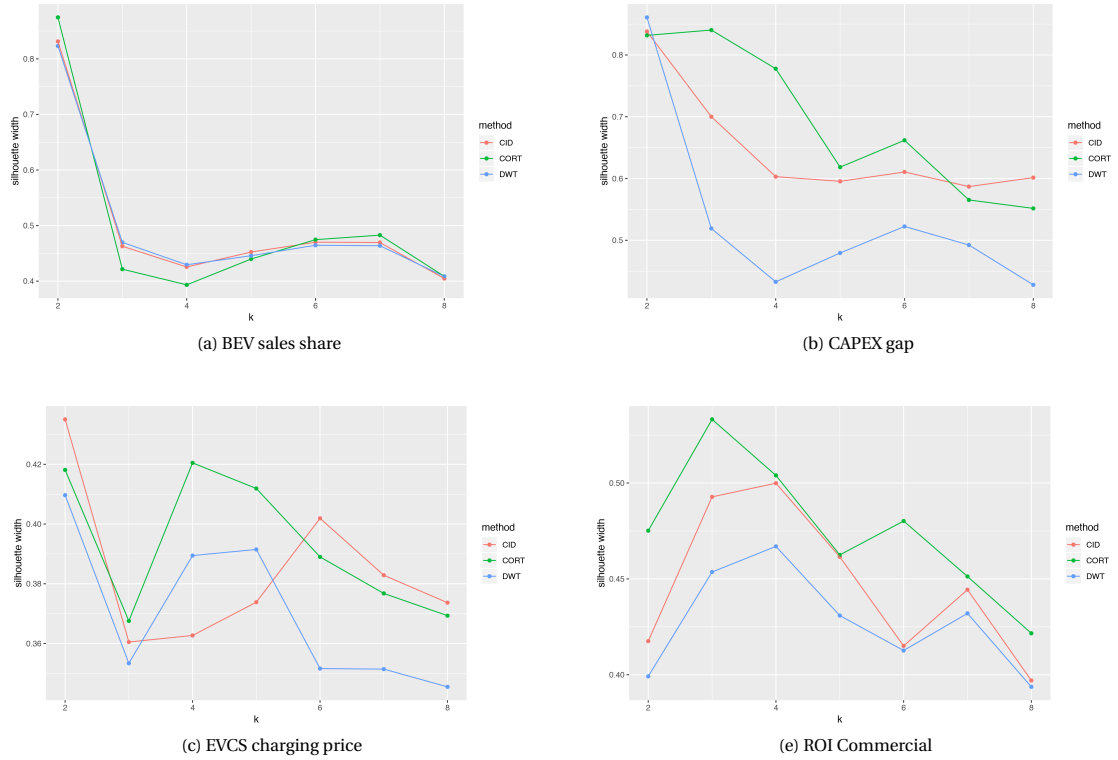 0.8
0.7
0.6
0.5
0.4
silhouette width
2
4
6
8
k
method
CID
CORT
DWT
(a) BEV sales share
0.8
0.7
0.6
0.5
silhouette width
2
4
6
8
k
method
CID
CORT
DWT
(b) CAPEX gap
0.42
0.40
0.38
0.36
silhouette width
2
4
6
8
k
method
CID
CORT
DWT
(c) EVCS charging price
0.50
0.45
0.40
silhouette width
2
4
6
8
k
method
CID
CORT
DWT
(e) ROI Commercial